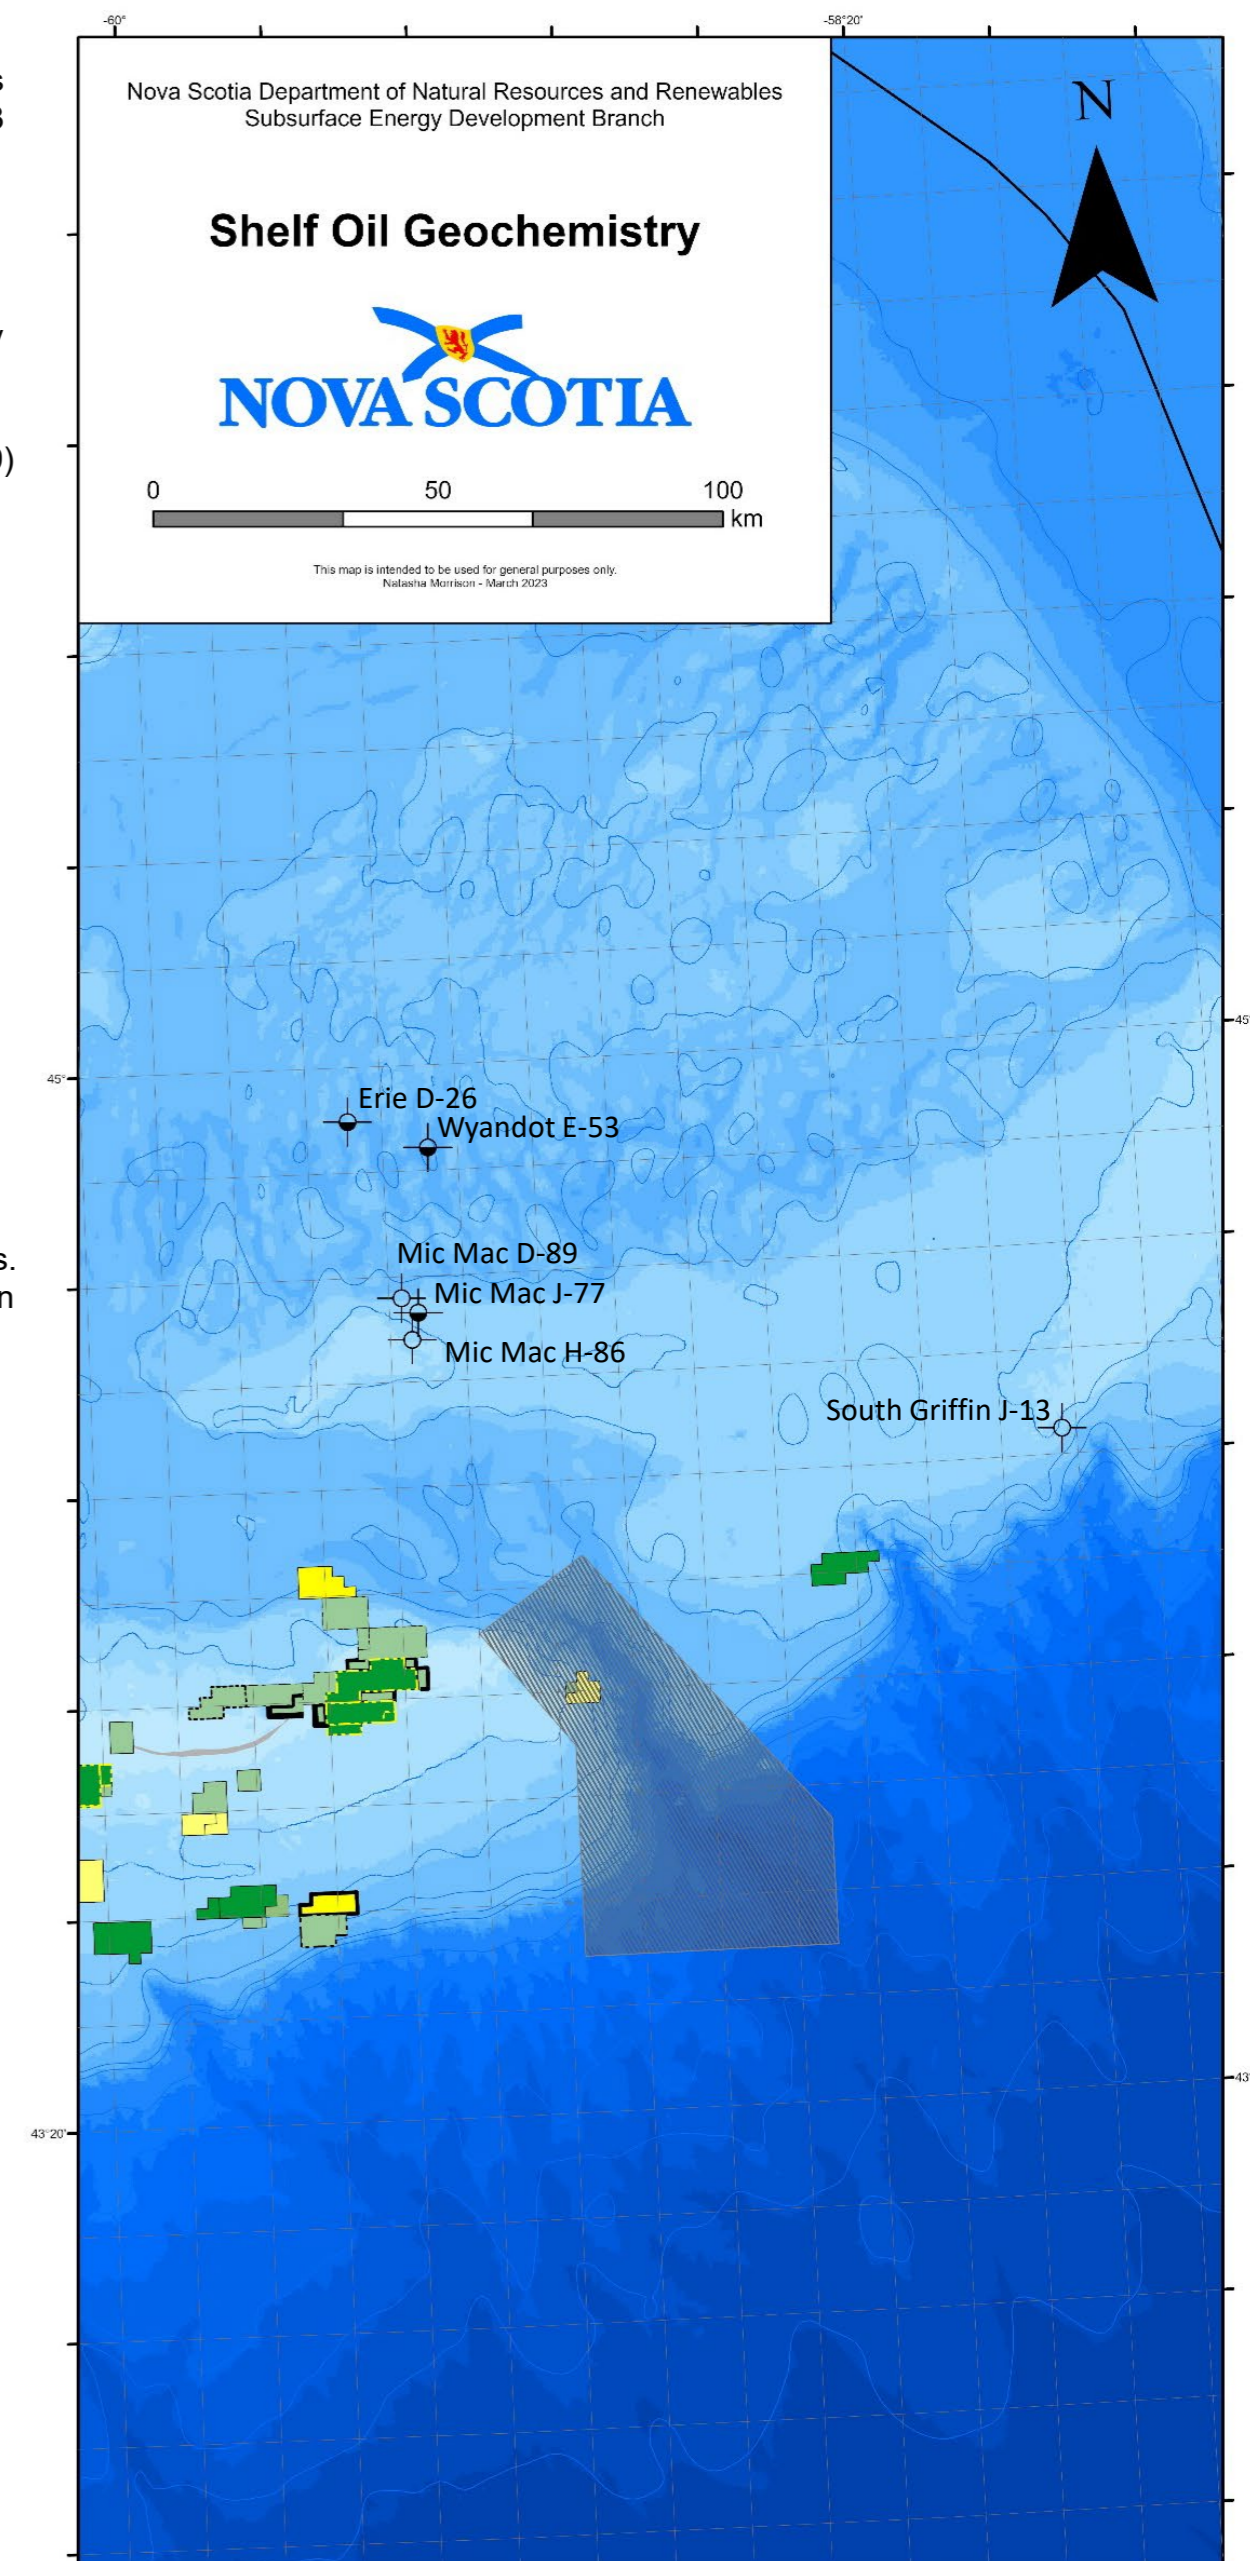 -60°
-58°20'
Nova Scotia Department of Natural Resources and Renewables
Subsurface Energy Development Branch
Shelf Oil Geochemistry
NOVA SCOTIA
0 50 100
km
This map is intended to be used for general purposes only.
Natasha Morrison - March 2023
N
s
)
45°
45°
Erie D-26
Wyandot E-53
s.
n
Mic Mac D-89
Mic Mac J-77
Mic Mac H-86
South Griffin J-13
43°20'
43°